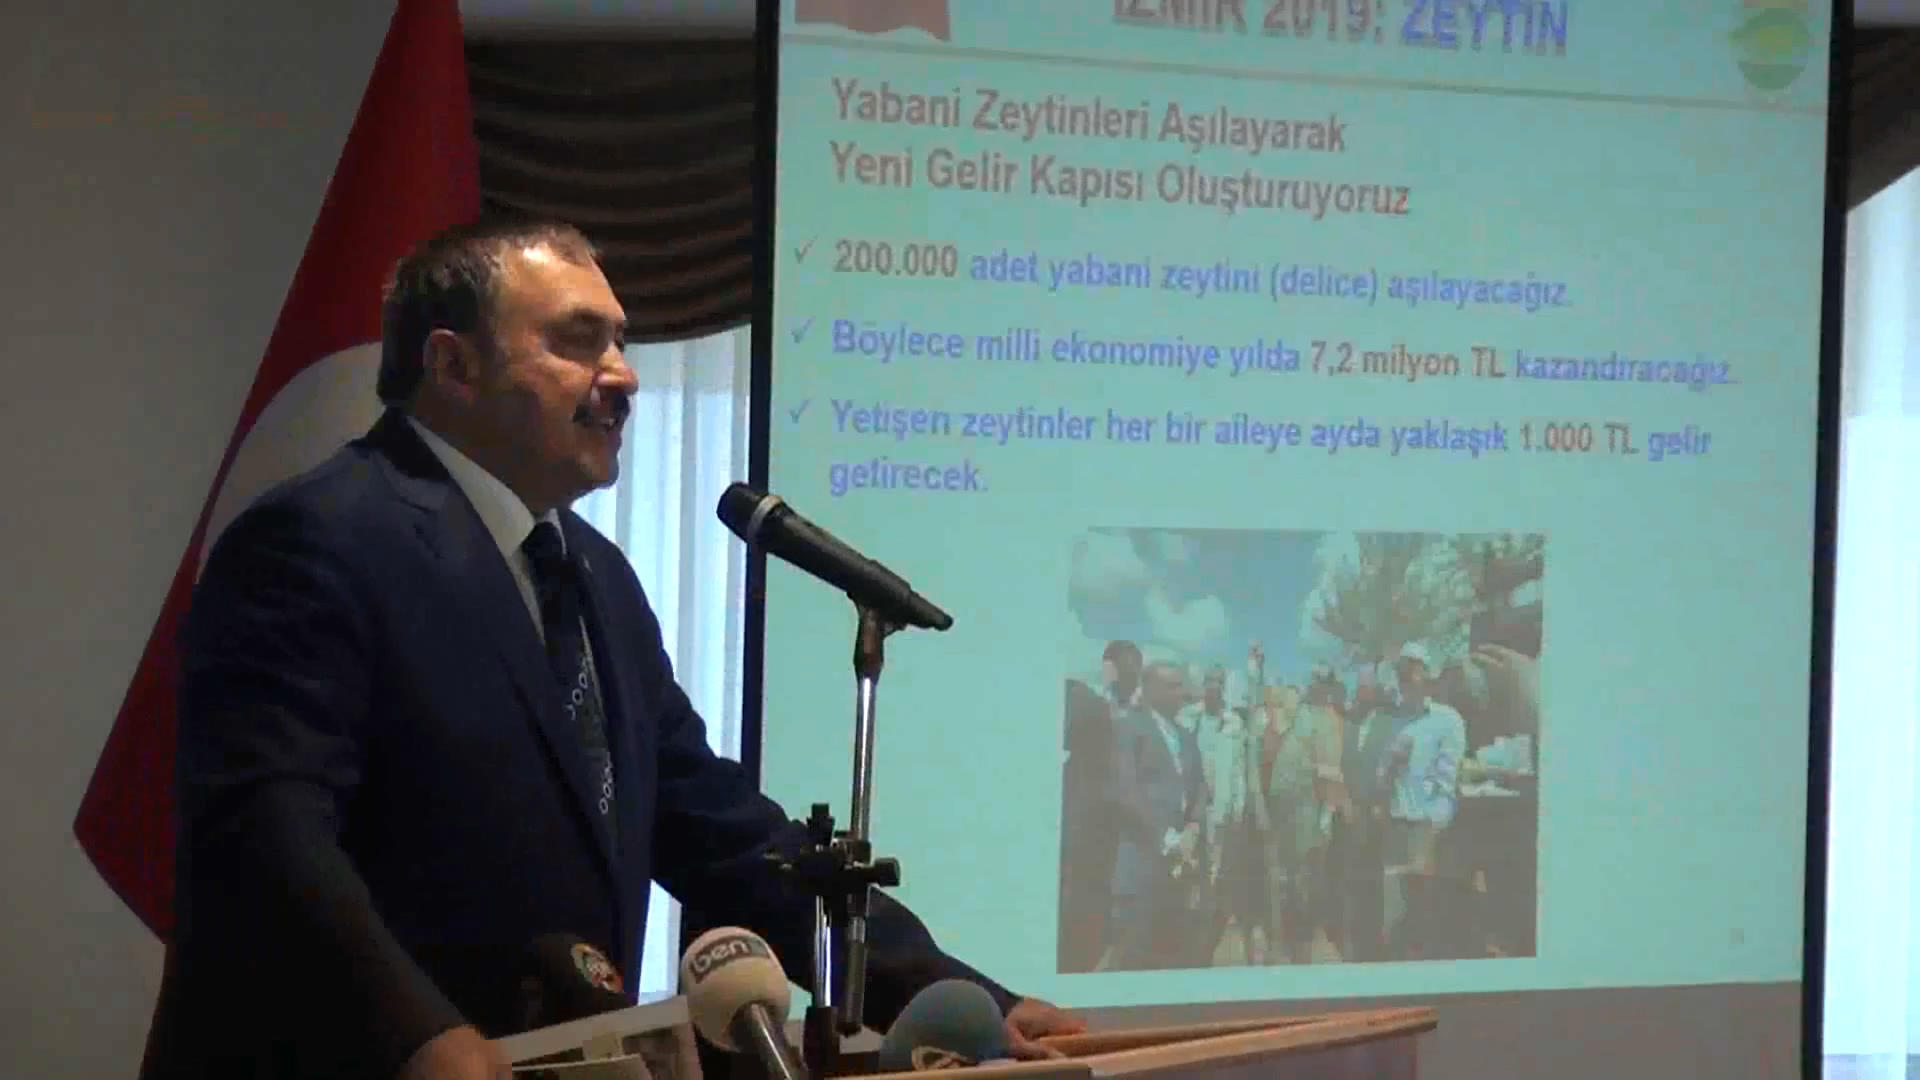 İZMİR 2019: ZEYTİN
Yabani Zeytinleri Aşılayarak
Yeni Gelir Kapısı Oluşturuyoruz
✓ 200.000 adet yabani zeytini (delice) aşılayacağız.
✓ Böylece milli ekonomiye yılda 7,2 milyon TL kazandıracağız.
✓ Yetişen zeytinler her bir aileye ayda yaklaşık 1.000 TL gelir
getirecek.
ben